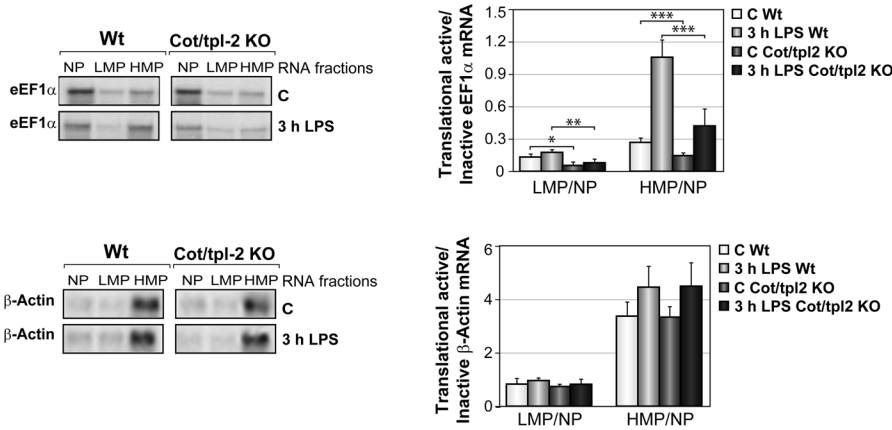 Wt Cot/tpl-2 KO
NP LMP HMP NP LMP HMP RNA fractions
eEF1α C
eEF1α 3 h LPS
Translational active/
Inactive eEF1α mRNA
1.5
1.2
0.9
0.6
0.3
0
*** 
***
**
*
LMP/NP HMP/NP
C Wt
3 h LPS Wt
C Cot/tpl2 KO
3 h LPS Cot/tpl2 KO
Wt Cot/tpl-2 KO
NP LMP HMP NP LMP HMP RNA fractions
β-Actin C
β-Actin 3 h LPS
Translational active/
Inactive β-Actin mRNA
6
4
2
0
LMP/NP HMP/NP
C Wt
3 h LPS Wt
C Cot/tpl2 KO
3 h LPS Cot/tpl2 KO